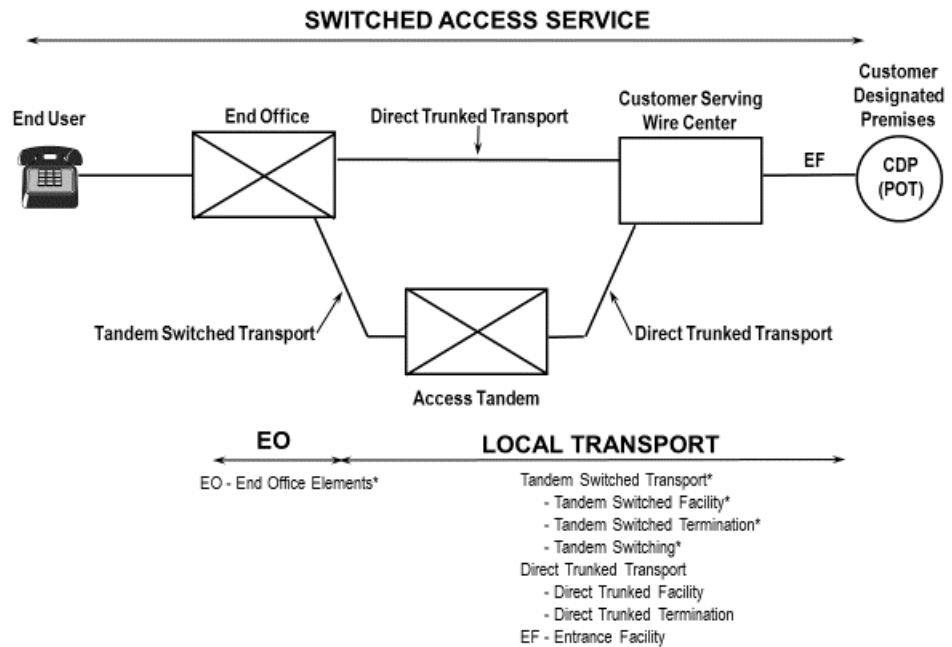 SWITCHED ACCESS SERVICE
Customer
Designated
Premises
Customer Serving
Wire Center
End User
End Office
Direct Trunked Transport
EF
CDP
(POT)
Tandem Switched Transport
Direct Trunked Transport
Access Tandem
EO
LOCAL TRANSPORT
EO - End Office Elements*
Tandem Switched Transport*
- Tandem Switched Facility*
- Tandem Switched Termination*
- Tandem Switching*
Direct Trunked Transport
- Direct Trunked Facility
- Direct Trunked Termination
EF - Entrance Facility